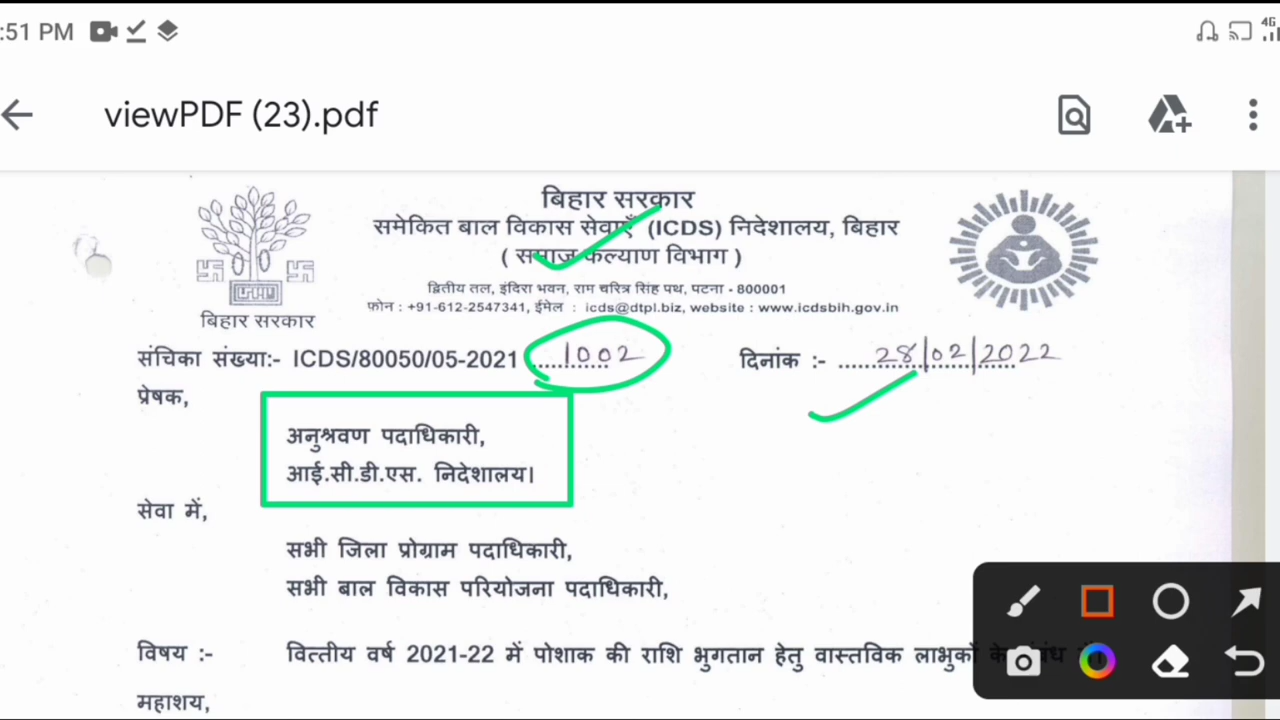 :51 PM
4G
viewPDF (23).pdf
बिहार सरकार
समेकित बाल विकास सेवाएँ (ICDS) निदेशालय, बिहार
( समाज कल्याण विभाग )
द्वितीय तल, इंदिरा भवन, राम चरित्र सिंह पथ, पटना - 800001
फोन : +91-612-2547341, ईमेल : icds@dtpl.biz, website : www.icdsbih.gov.in
बिहार सरकार
संचिका संख्या:- ICDS/80050/05-2021 ....1002.... दिनांक :- ....28/02/2022....
प्रेषक,
अनुश्रवण पदाधिकारी,
आई.सी.डी.एस. निदेशालय।
सेवा में,
सभी जिला प्रोग्राम पदाधिकारी,
सभी बाल विकास परियोजना पदाधिकारी,
विषय :- वित्तीय वर्ष 2021-22 में पोशाक की राशि भुगतान हेतु वास्तविक लाभुकों
महाशय,